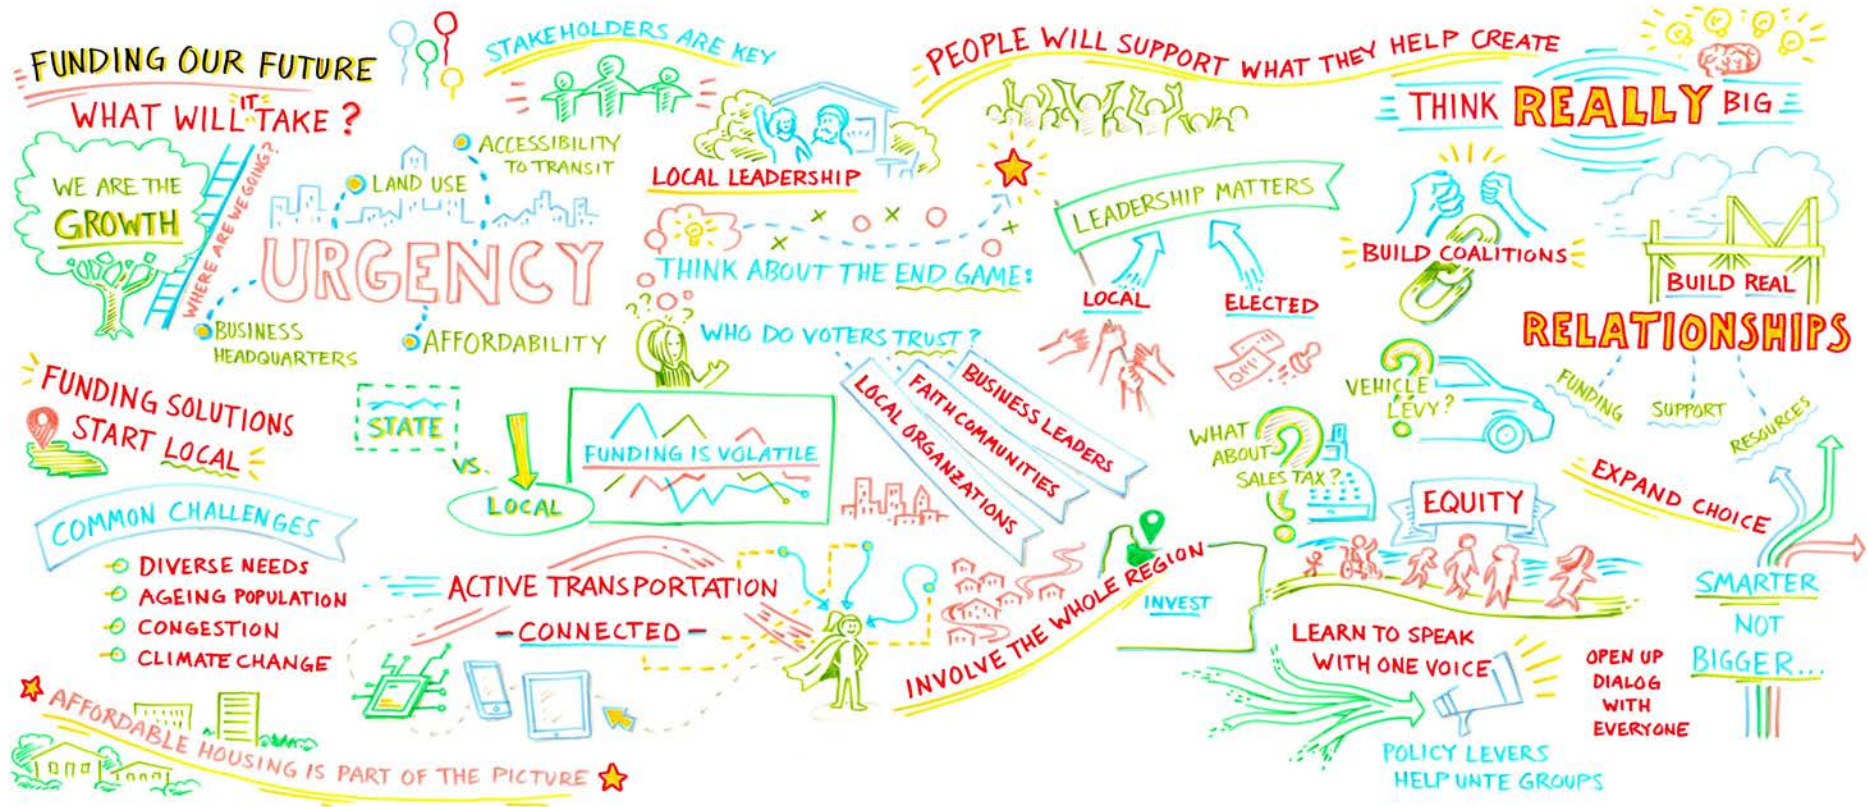 FUNDING OUR FUTURE
WHAT WILL IT TAKE?
WE ARE THE
GROWTH
WHERE ARE WE GOING?
STAKEHOLDERS ARE KEY
ACCESSIBILITY
TO TRANSIT
LAND USE
URGENCY
BUSINESS
HEADQUARTERS
AFFORDABILITY
LOCAL LEADERSHIP
THINK ABOUT THE END GAME:
WHO DO VOTERS TRUST?
LOCAL ORGANZATIONS
FAITH COMMUNITIES
BUSINESS LEADERS
PEOPLE WILL SUPPORT WHAT THEY HELP CREATE
THINK REALLY BIG
LEADERSHIP MATTERS
LOCAL
ELECTED
BUILD COALITIONS
BUILD REAL
RELATIONSHIPS
FUNDING
SUPPORT
RESOURCES
FUNDING SOLUTIONS
START LOCAL
STATE
VS.
LOCAL
FUNDING IS VOLATILE
VEHICLE
LEVY?
WHAT
ABOUT
SALES TAX?
EQUITY
EXPAND CHOICE
SMARTER
NOT
BIGGER...
COMMON CHALLENGES
DIVERSE NEEDS
AGEING POPULATION
CONGESTION
CLIMATE CHANGE
ACTIVE TRANSPORTATION
- CONNECTED -
INVOLVE THE WHOLE REGION
INVEST
LEARN TO SPEAK
WITH ONE VOICE
OPEN UP
DIALOG
WITH
EVERYONE
POLICY LEVERS
HELP UNTE GROUPS
AFFORDABLE HOUSING IS PART OF THE PICTURE